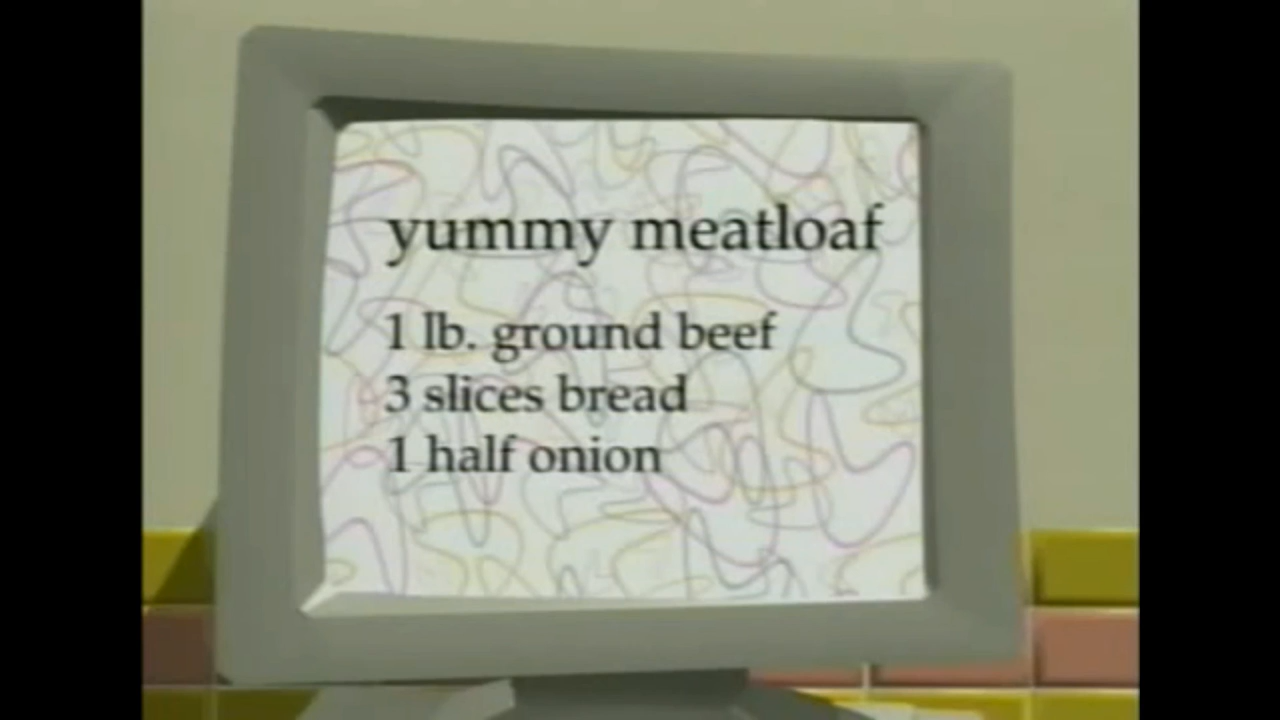 yummy meatloaf
1 lb. ground beef
3 slices bread
1 half onion